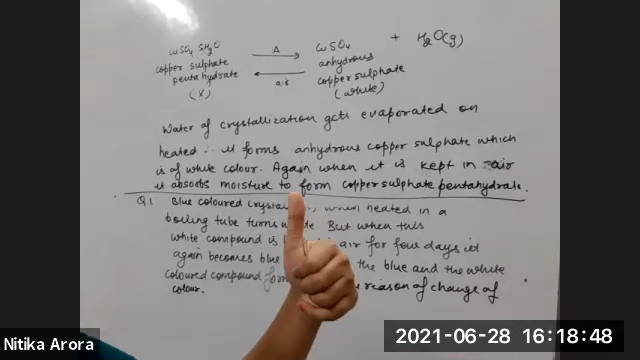 CuSO4 5H2O Δ CuSO4 + H2O(g)
copper sulphate anhydrous
pentahydrate air copper sulphate
(X) (white)
Water of crystallization gets evaporated on
heated ∴ it forms anhydrous copper sulphate which
is of white colour. Again when it is kept in air
it absorbs moisture to form copper sulphate pentahydrate.
Q1 Blue coloured when heated in a
boiling tube turns But when this
white compound is air for four days it
again becomes blue the blue and the white
coloured compound reason of change of
colour.
Nitika Arora
2021-06-28 16:18:48